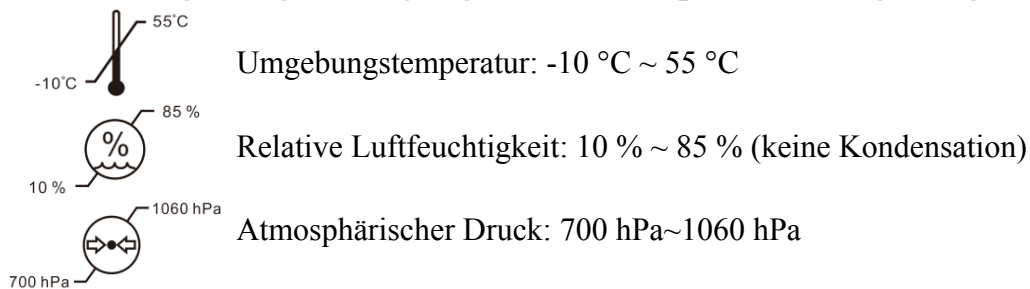 55°C
-10°C
Umgebungstemperatur: -10 °C ~ 55 °C
85 %
%
10 %
Relative Luftfeuchtigkeit: 10 % ~ 85 % (keine Kondensation)
1060 hPa
700 hPa
Atmosphärischer Druck: 700 hPa~1060 hPa